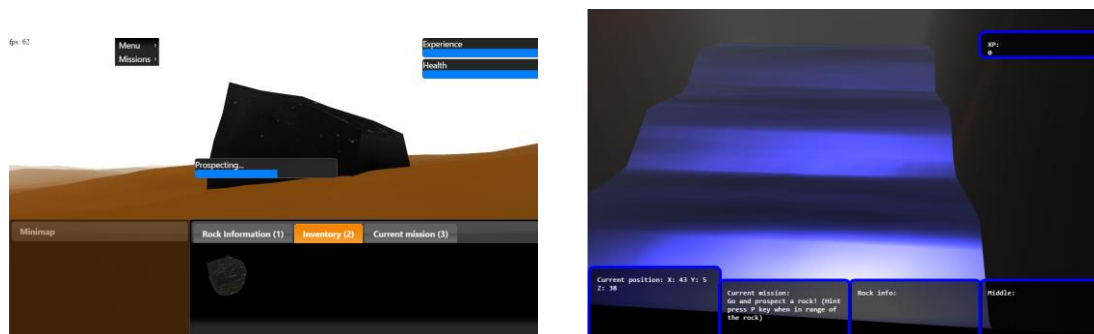 fps: 62
Menu ›
Missions ›
Experience
Health
Prospecting...
Minimap
Rock Information (1)
Inventory (2)
Current mission (3)
XP:
0
Current position: X: 43 Y: 5
Z: 38
Current mission:
Go and prospect a rock! (Hint
press P key when in range of
the rock)
Rock info:
Middle: